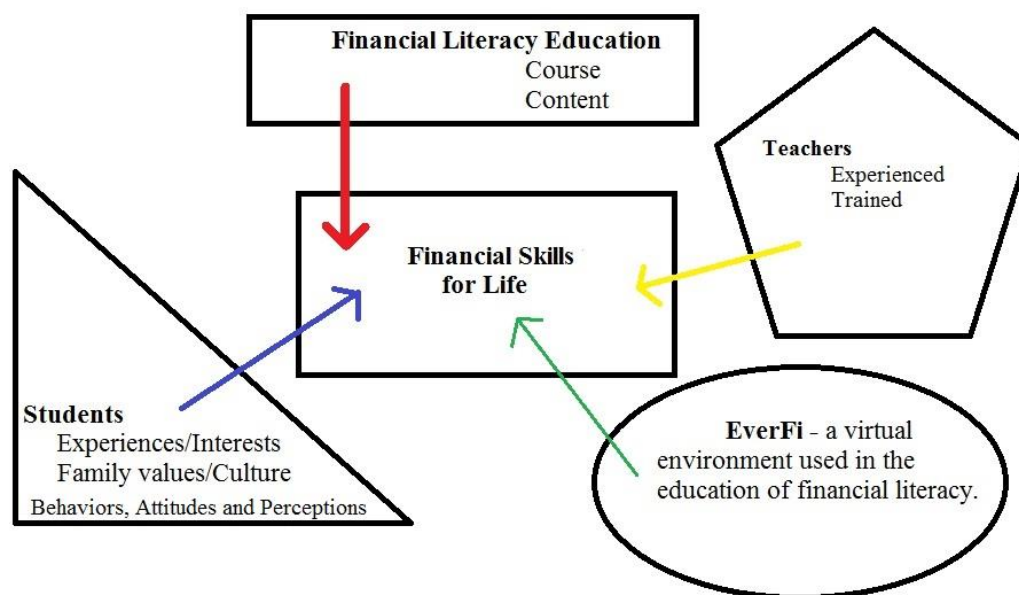 Financial Literacy Education
Course
Content
Teachers
Experienced
Trained
Financial Skills
for Life
Students
Experiences/Interests
Family values/Culture
Behaviors, Attitudes and Perceptions
EverFi - a virtual
environment used in the
education of financial literacy.